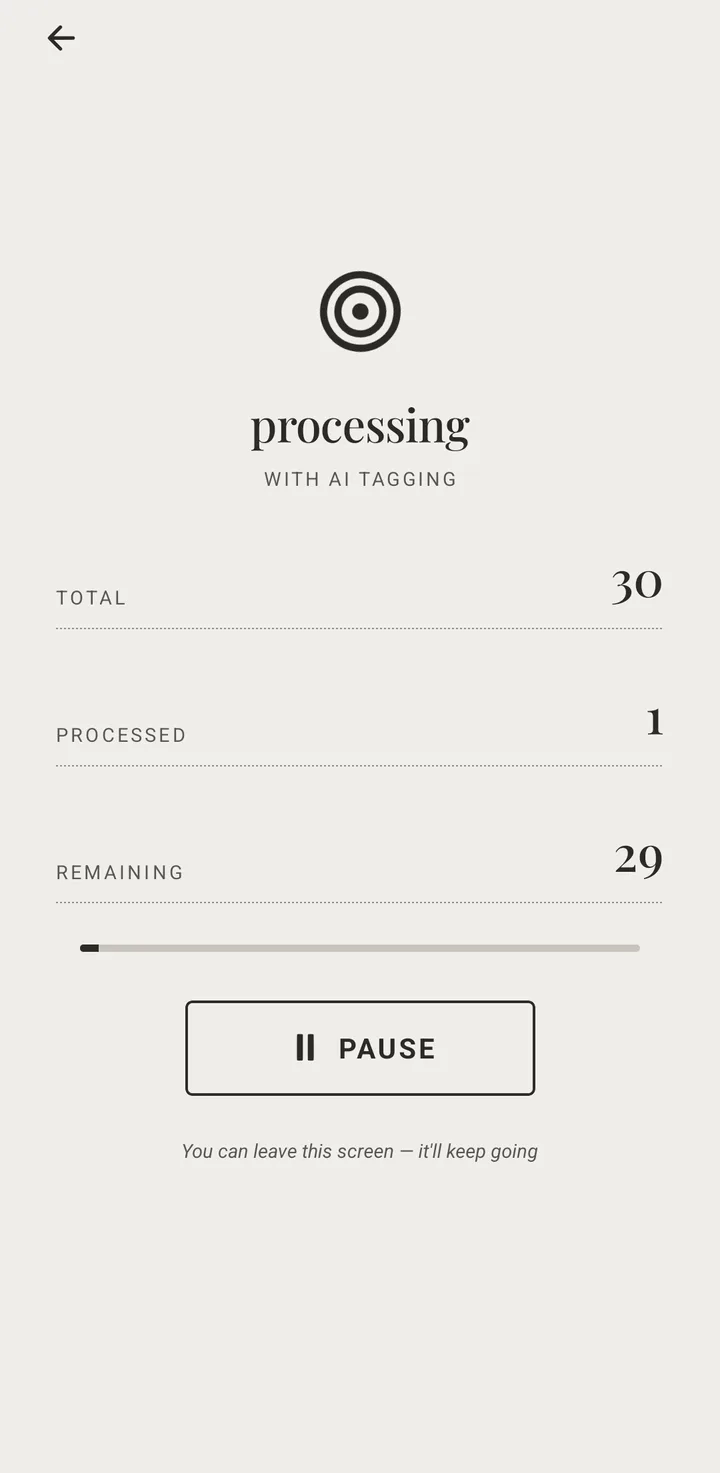 processing
WITH AI TAGGING
TOTAL 30
PROCESSED 1
REMAINING 29
PAUSE
You can leave this screen — it'll keep going